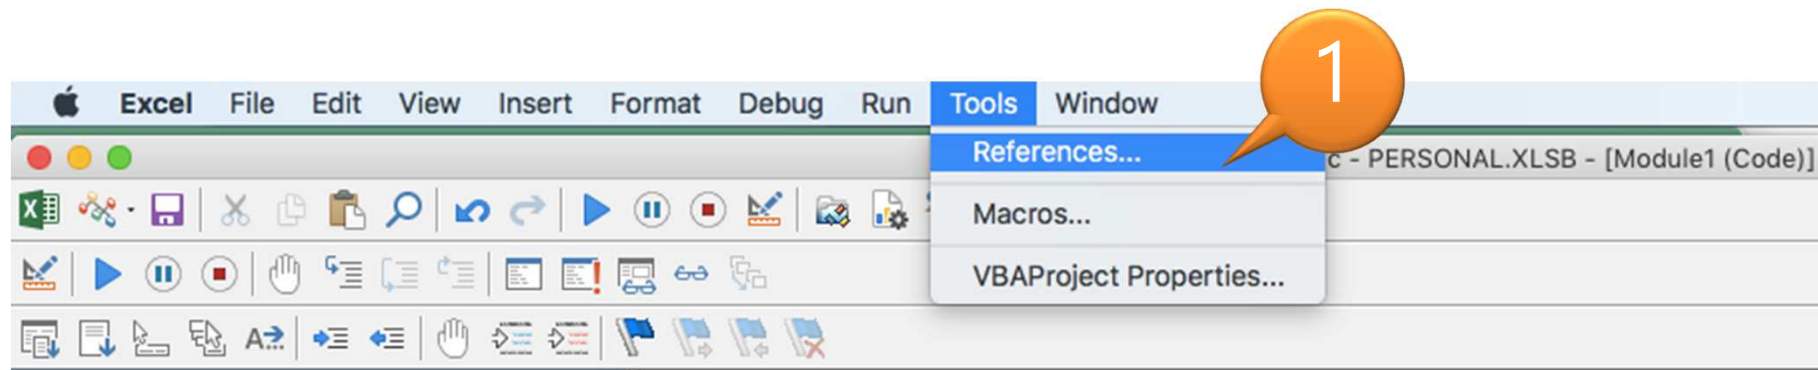 1
Excel File Edit View Insert Format Debug Run Tools Window
References...
c - PERSONAL.XLSB - [Module1 (Code)]
Macros...
VBAProject Properties...